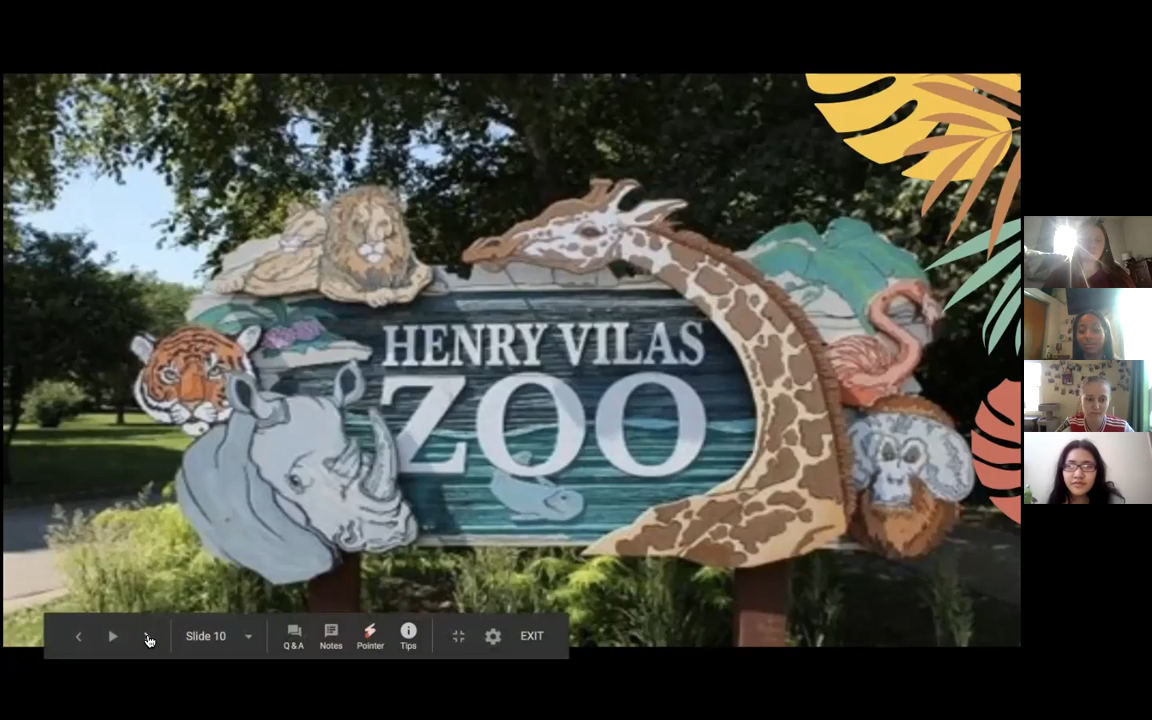 HENRY VILAS
ZOO
Slide 10
Q & A
Notes
Pointer
Tips
EXIT